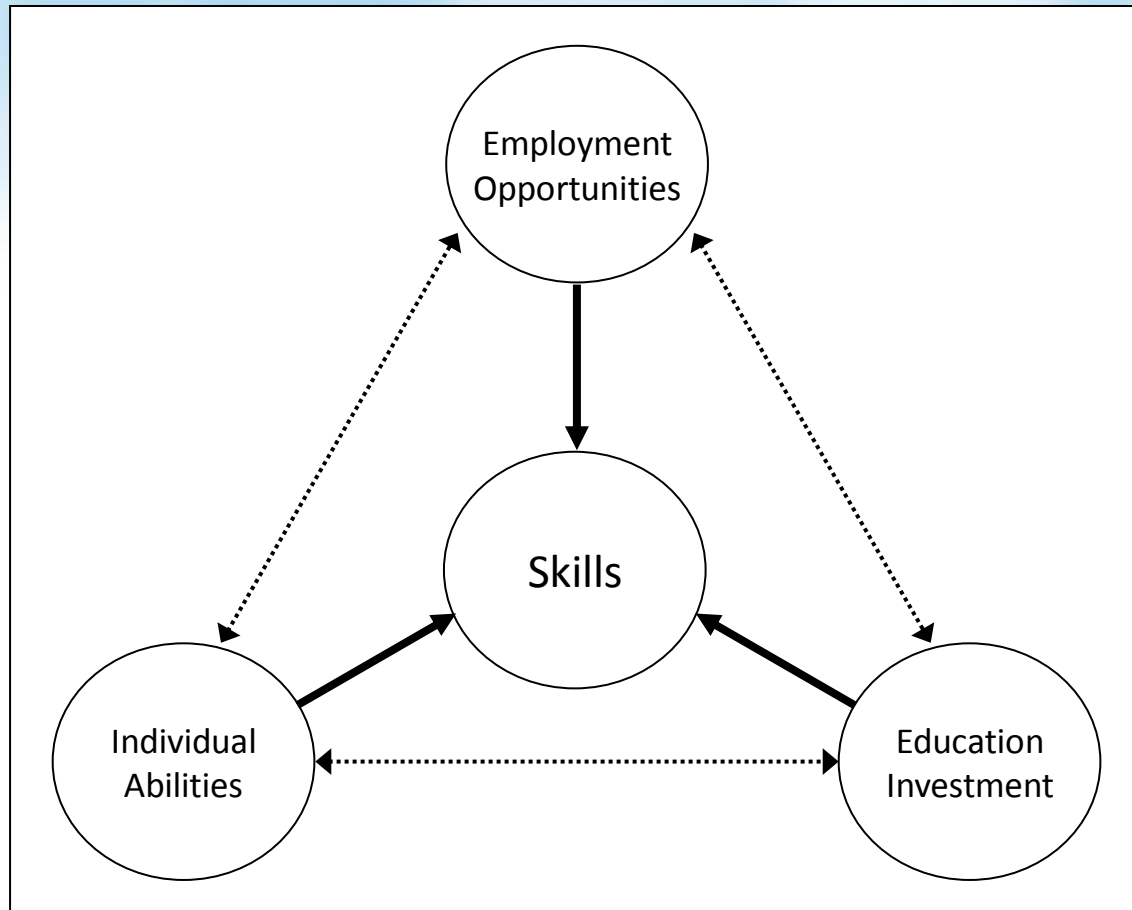 Employment
Opportunities
Skills
Individual
Abilities
Education
Investment